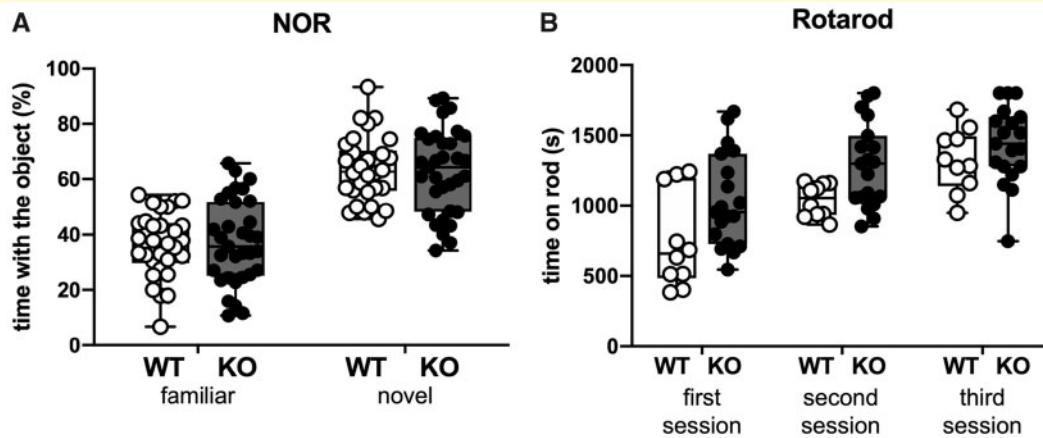 A
NOR
time with the object (%)
100
80
60
40
20
0
WT KO WT KO
familiar novel
B
Rotarod
time on rod (s)
2000
1500
1000
500
0
WT KO WT KO WT KO
first second third
session session session